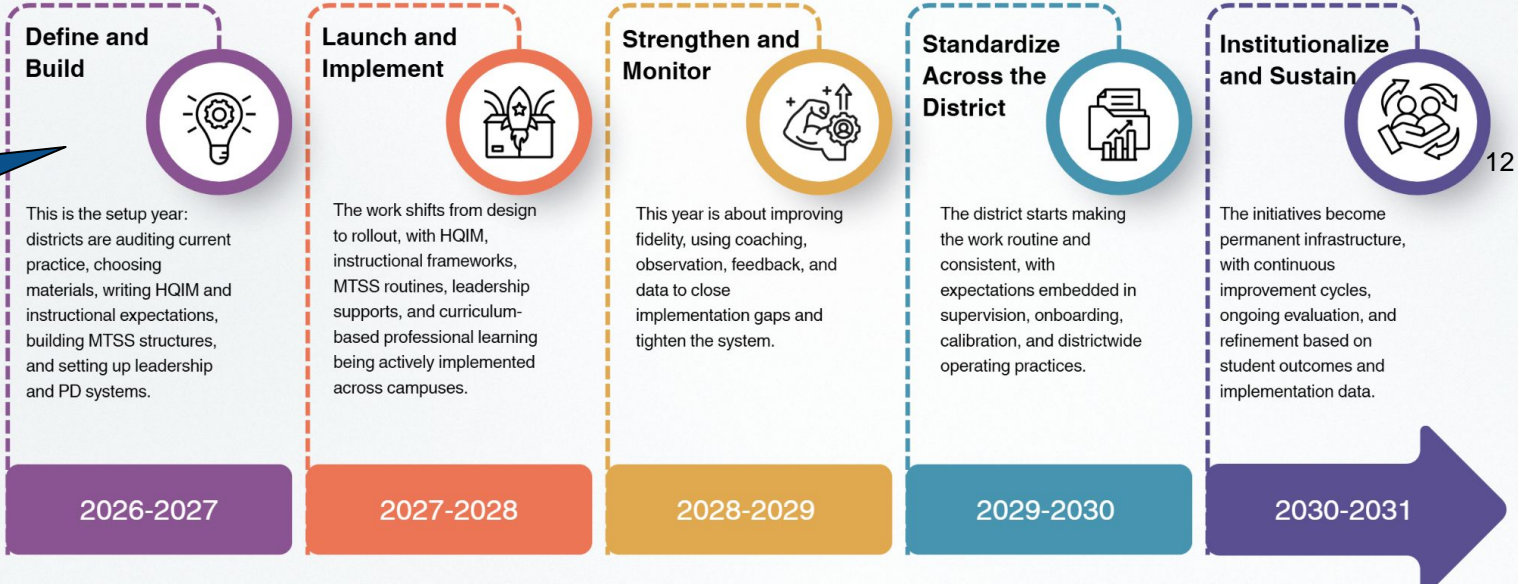 Define and
Build
This is the setup year:
districts are auditing current
practice, choosing
materials, writing HQIM and
instructional expectations,
building MTSS structures,
and setting up leadership
and PD systems.
2026-2027
Launch and
Implement
The work shifts from design
to rollout, with HQIM,
instructional frameworks,
MTSS routines, leadership
supports, and curriculum-
based professional learning
being actively implemented
across campuses.
2027-2028
Strengthen and
Monitor
This year is about improving
fidelity, using coaching,
observation, feedback, and
data to close
implementation gaps and
tighten the system.
2028-2029
Standardize
Across the
District
The district starts making
the work routine and
consistent, with
expectations embedded in
supervision, onboarding,
calibration, and districtwide
operating practices.
2029-2030
Institutionalize
and Sustain
The initiatives become
permanent infrastructure,
with continuous
improvement cycles,
ongoing evaluation, and
refinement based on
student outcomes and
implementation data.
2030-2031
12